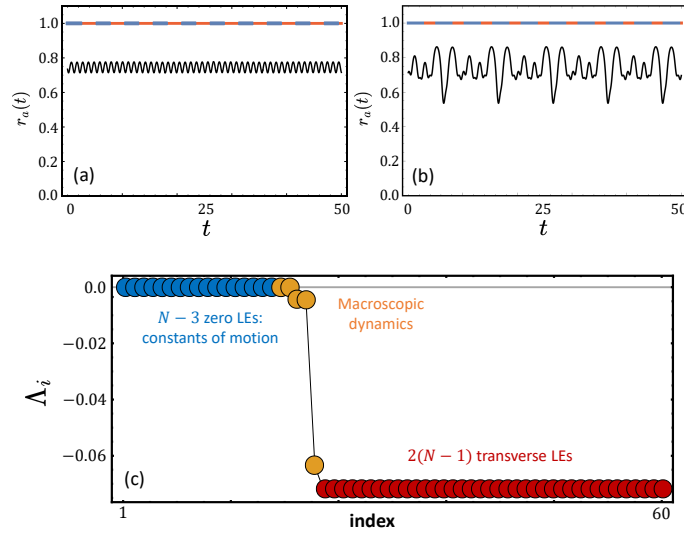 1.0
0.8
0.6
0.4
0.2
0.0
r_a(t)
(a)
0
25
50
t
1.0
0.8
0.6
0.4
0.2
0.0
r_a(t)
(b)
0
25
50
t
0.0
−0.02
−0.04
−0.06
Λ_i
N − 3 zero LEs:
constants of motion
Macroscopic
dynamics
2(N − 1) transverse LEs
(c)
1
index
60